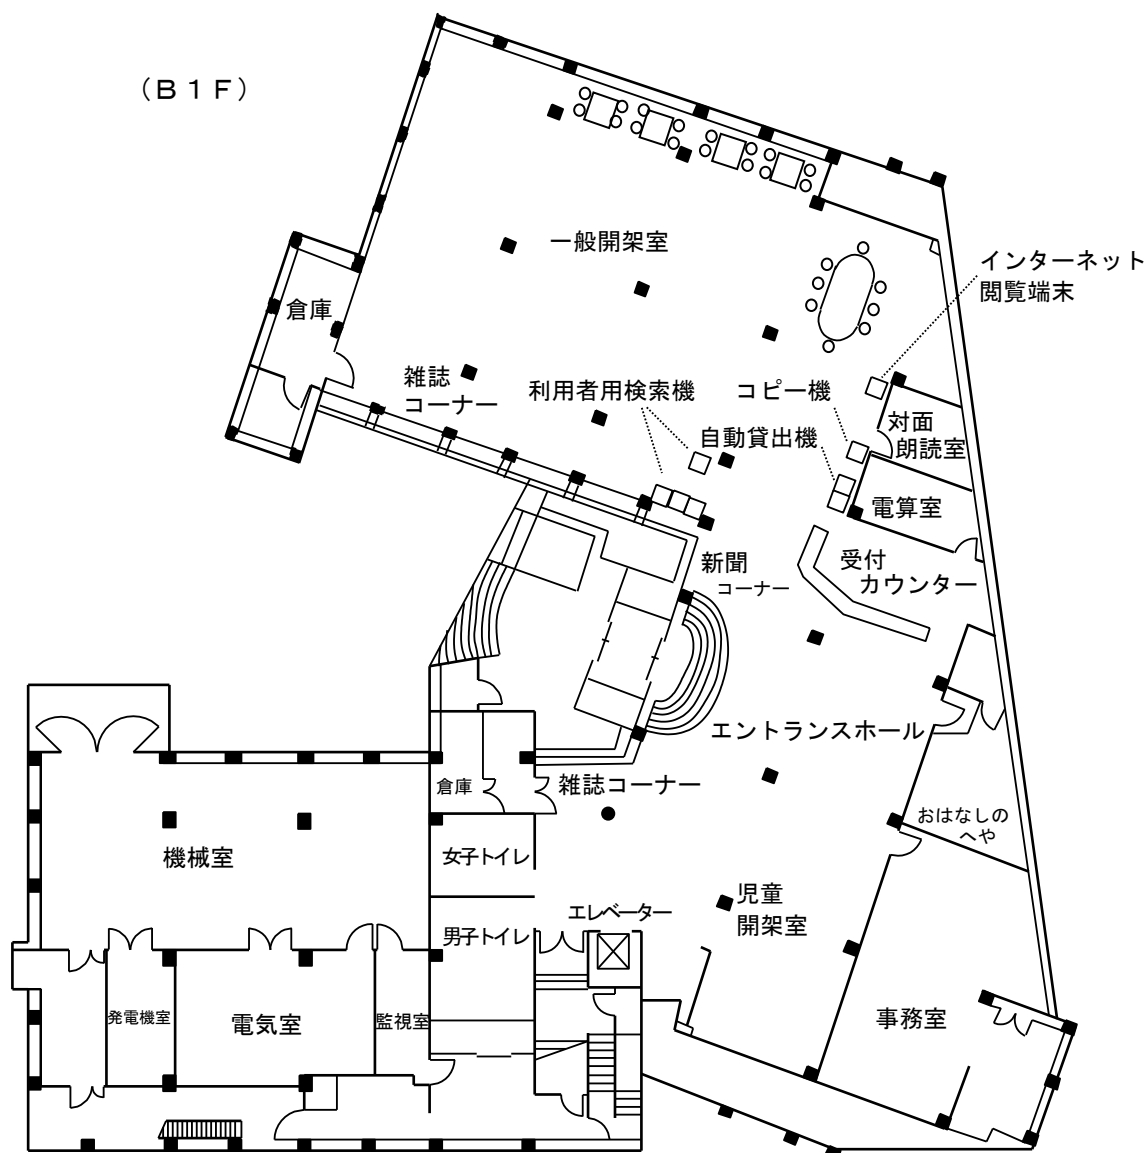 （B１F）
一般開架室
インターネット
閲覧端末
倉庫
雑誌
コーナー
利用者用検索機
コピー機
自動貸出機
対面
朗読室
電算室
新聞
コーナー
受付
カウンター
エントランスホール
倉庫
雑誌コーナー
おはなしの
へや
機械室
女子トイレ
児童
開架室
エレベーター
男子トイレ
発電機室
電気室
監視室
事務室